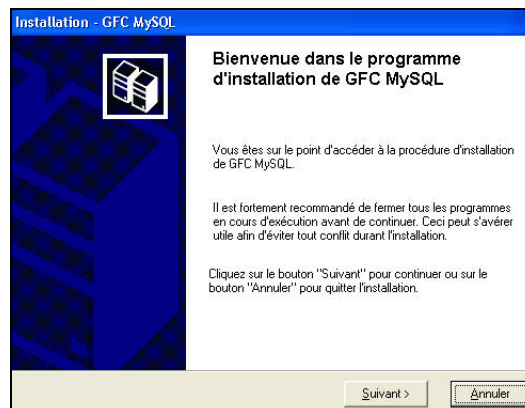 Installation - GFC MySQL
Bienvenue dans le programme
d'installation de GFC MySQL
Vous êtes sur le point d'accéder à la procédure d'installation
de GFC MySQL.
Il est fortement recommandé de fermer tous les programmes
en cours d'exécution avant de continuer. Ceci peut s'avérer
utile afin d'éviter tout conflit durant l'installation.
Cliquez sur le bouton "Suivant" pour continuer ou sur le
bouton "Annuler" pour quitter l'installation.
Suivant >
Annuler